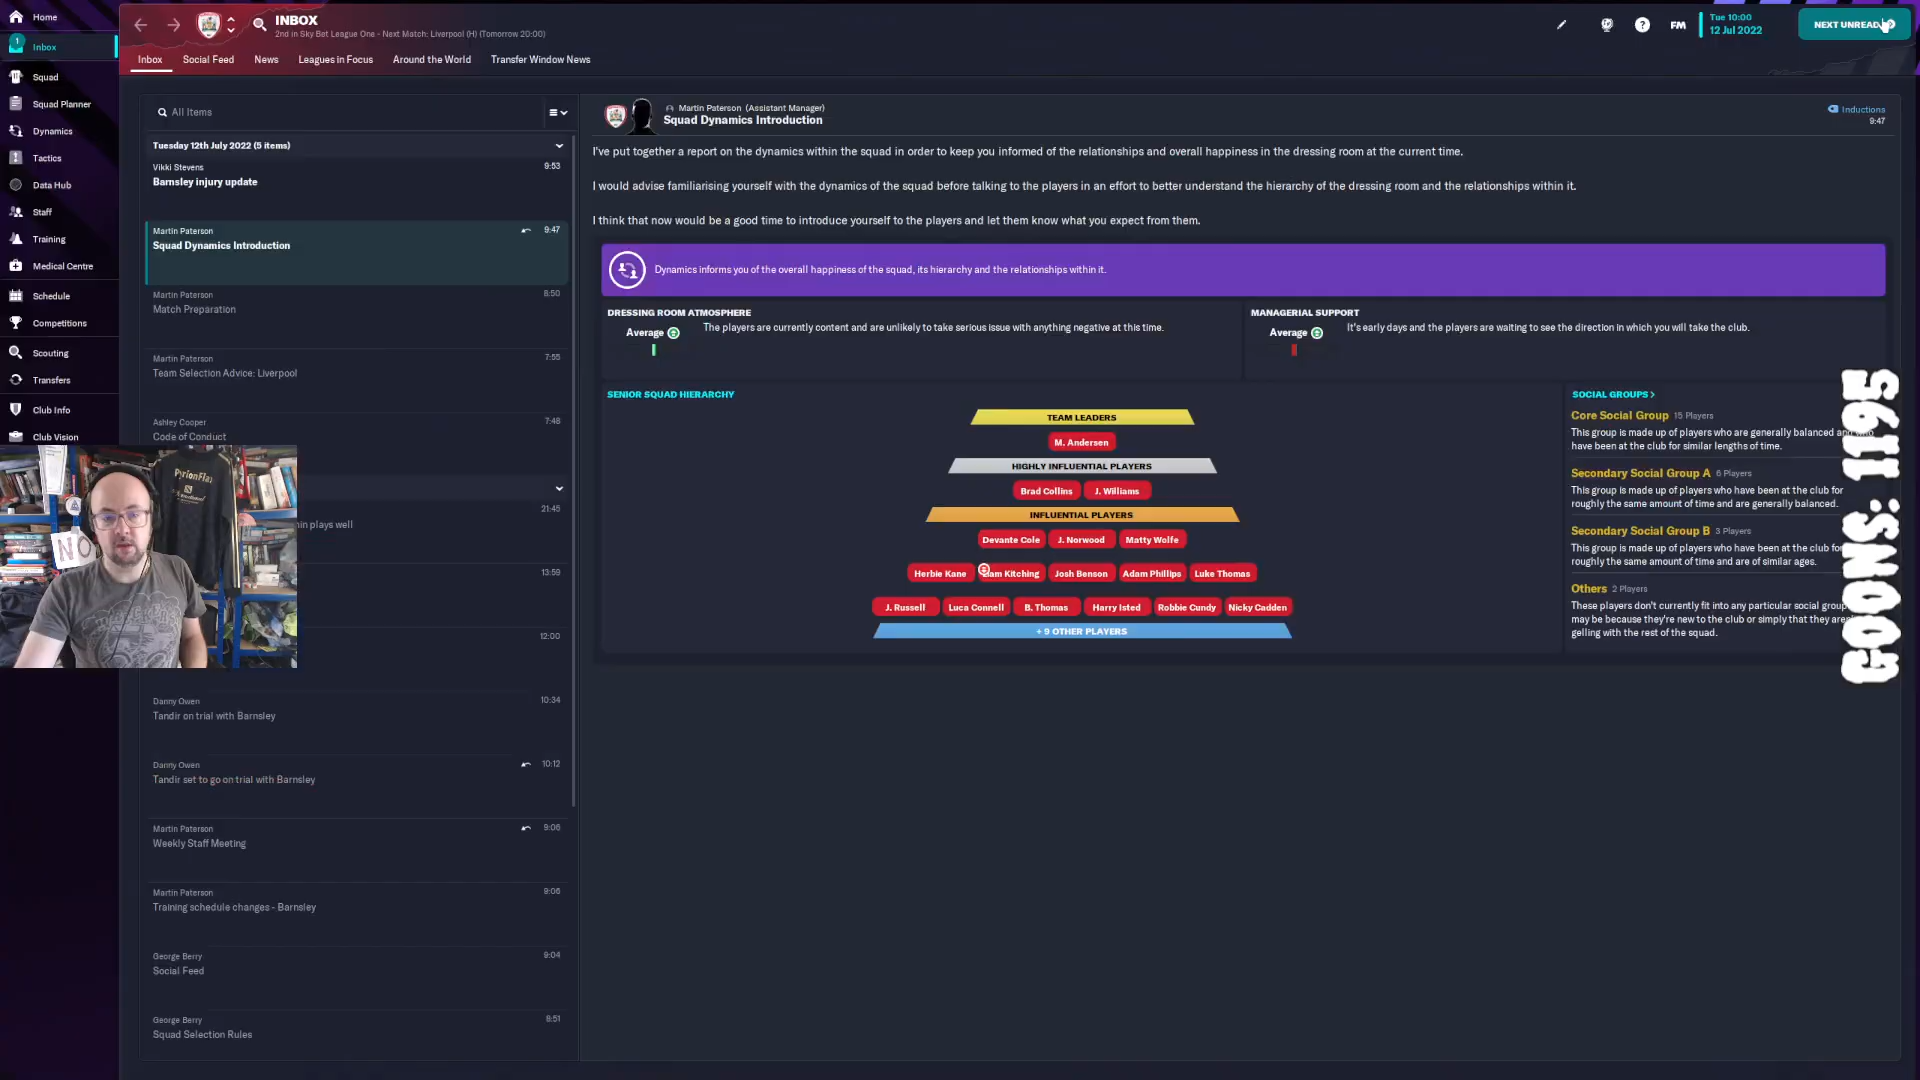 Home
INBOX
2nd in Sky Bet League One - Next Match: Liverpool (H) (Tomorrow 20:00)
FM
Tue 10:00
12 Jul 2022
NEXT UNREAD
1
Inbox
Squad
Squad Planner
Dynamics
Tactics
Data Hub
Staff
Training
Medical Centre
Schedule
Competitions
Scouting
Transfers
Club Info
Club Vision
Inbox
Social Feed
News
Leagues in Focus
Around the World
Transfer Window News
All Items
Tuesday 12th July 2022 (5 items)
Vikki Stevens 9:53
Barnsley injury update
Martin Paterson 9:47
Squad Dynamics Introduction
Martin Paterson 8:50
Match Preparation
Martin Paterson 7:55
Team Selection Advice: Liverpool
Ashley Cooper 7:48
Code of Conduct
21:45
plays well
13:59
12:00
Danny Owen 10:34
Tandir on trial with Barnsley
Danny Owen 10:12
Tandir set to go on trial with Barnsley
Martin Paterson 9:06
Weekly Staff Meeting
Martin Paterson 9:06
Training schedule changes - Barnsley
George Berry 9:04
Social Feed
George Berry 8:51
Squad Selection Rules
PyrionFlax
NO
Martin Paterson (Assistant Manager)
Squad Dynamics Introduction
Inductions
9:47
I've put together a report on the dynamics within the squad in order to keep you informed of the relationships and overall happiness in the dressing room at the current time.
I would advise familiarising yourself with the dynamics of the squad before talking to the players in an effort to better understand the hierarchy of the dressing room and the relationships within it.
I think that now would be a good time to introduce yourself to the players and let them know what you expect from them.
Dynamics informs you of the overall happiness of the squad, its hierarchy and the relationships within it.
DRESSING ROOM ATMOSPHERE
Average
The players are currently content and are unlikely to take serious issue with anything negative at this time.
MANAGERIAL SUPPORT
Average
It's early days and the players are waiting to see the direction in which you will take the club.
SENIOR SQUAD HIERARCHY
TEAM LEADERS
M. Andersen
HIGHLY INFLUENTIAL PLAYERS
Brad Collins J. Williams
INFLUENTIAL PLAYERS
Devante Cole J. Norwood Matty Wolfe
Herbie Kane Liam Kitching Josh Benson Adam Phillips Luke Thomas
J. Russell Luca Connell B. Thomas Harry Isted Robbie Cundy Nicky Cadden
+ 9 OTHER PLAYERS
SOCIAL GROUPS >
Core Social Group 15 Players
This group is made up of players who are generally balanced and
have been at the club for similar lengths of time.
Secondary Social Group A 6 Players
This group is made up of players who have been at the club for
roughly the same amount of time and are generally balanced.
Secondary Social Group B 3 Players
This group is made up of players who have been at the club for
roughly the same amount of time and are of similar ages.
Others 2 Players
These players don't currently fit into any particular social group
may be because they're new to the club or simply that they aren
gelling with the rest of the squad.
GOONS: 1195